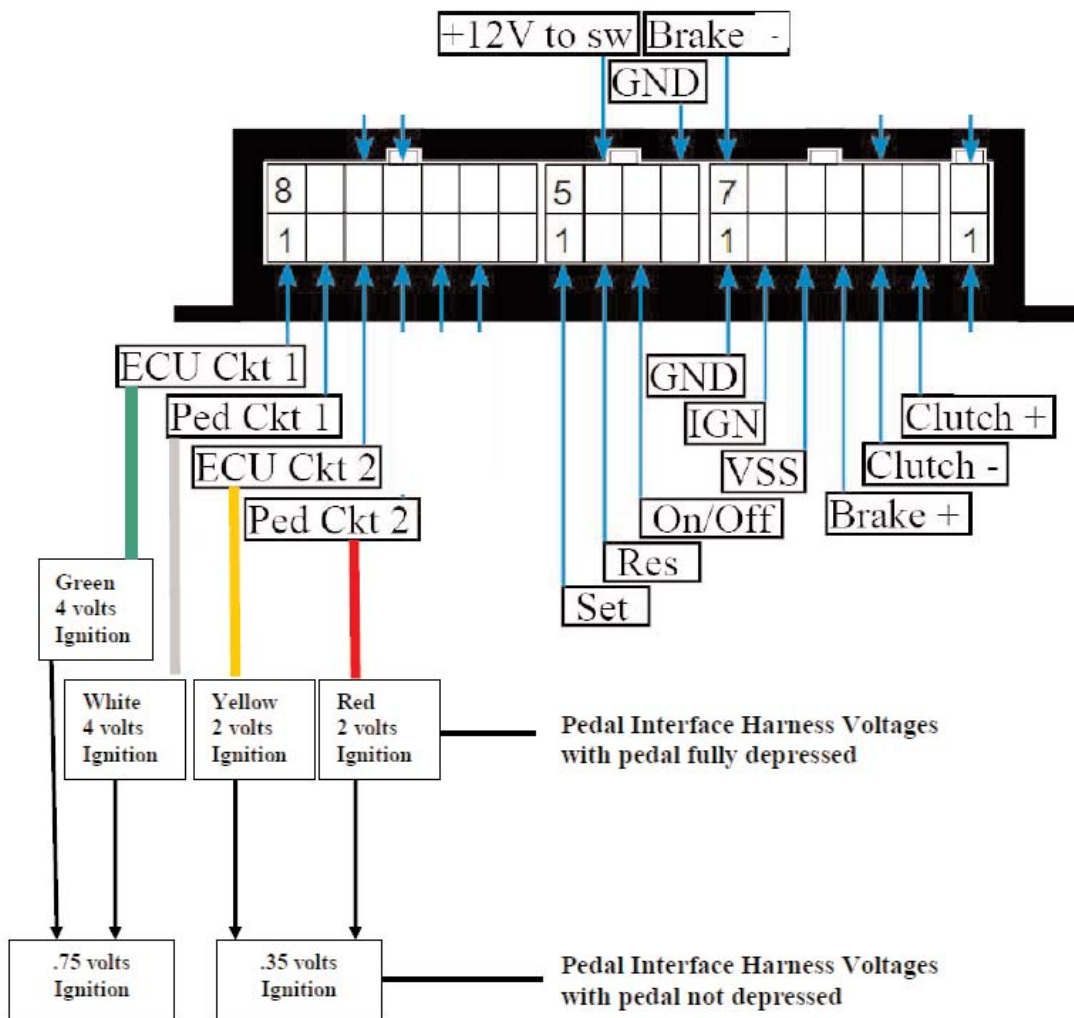 +12V to sw
Brake -
GND
8
5
7
1
1
1
1
ECU Ckt 1
Ped Ckt 1
ECU Ckt 2
Ped Ckt 2
GND
IGN
VSS
On/Off
Res
Set
Clutch +
Clutch -
Brake +
Green
4 volts
Ignition
White
4 volts
Ignition
Yellow
2 volts
Ignition
Red
2 volts
Ignition
Pedal Interface Harness Voltages
with pedal fully depressed
.75 volts
Ignition
.35 volts
Ignition
Pedal Interface Harness Voltages
with pedal not depressed